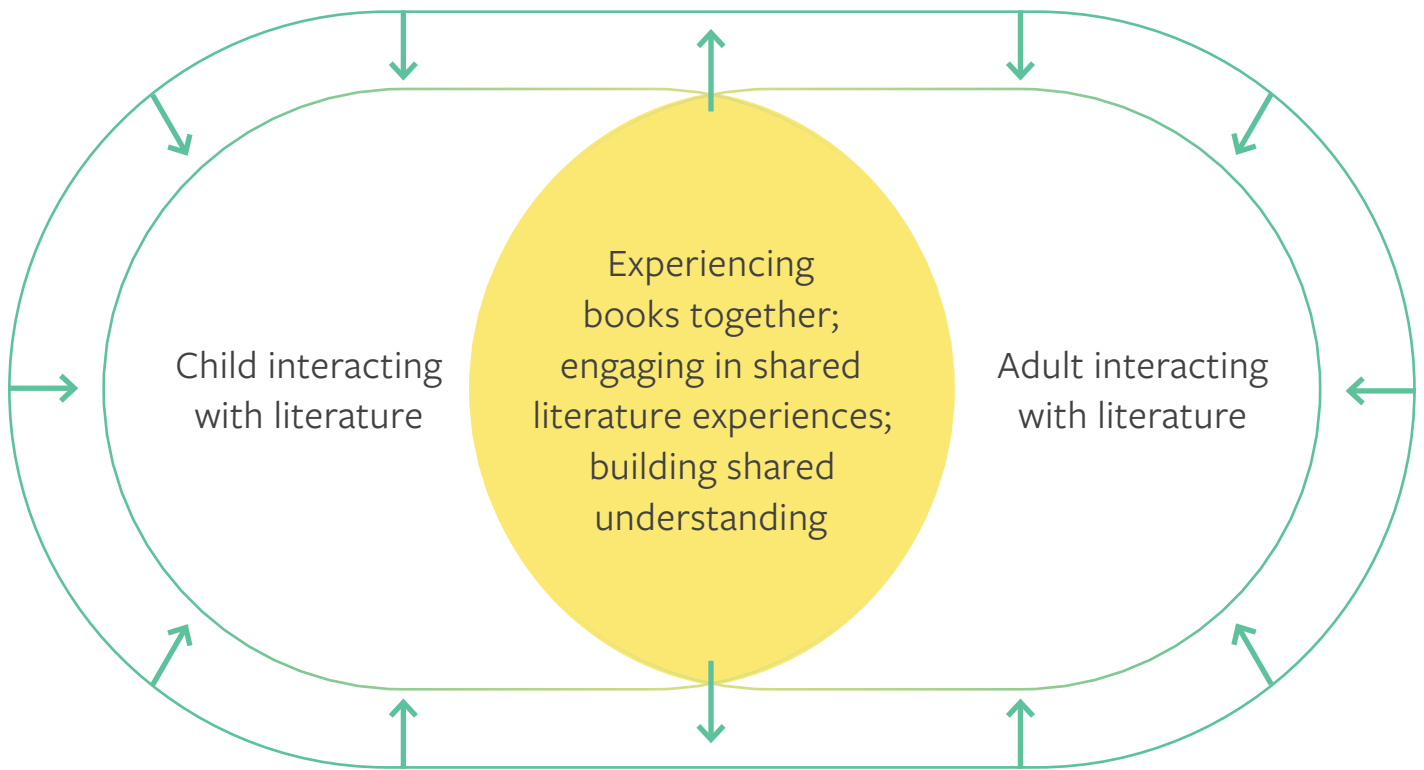 Child interacting
with literature
Experiencing
books together;
engaging in shared
literature experiences;
building shared
understanding
Adult interacting
with literature